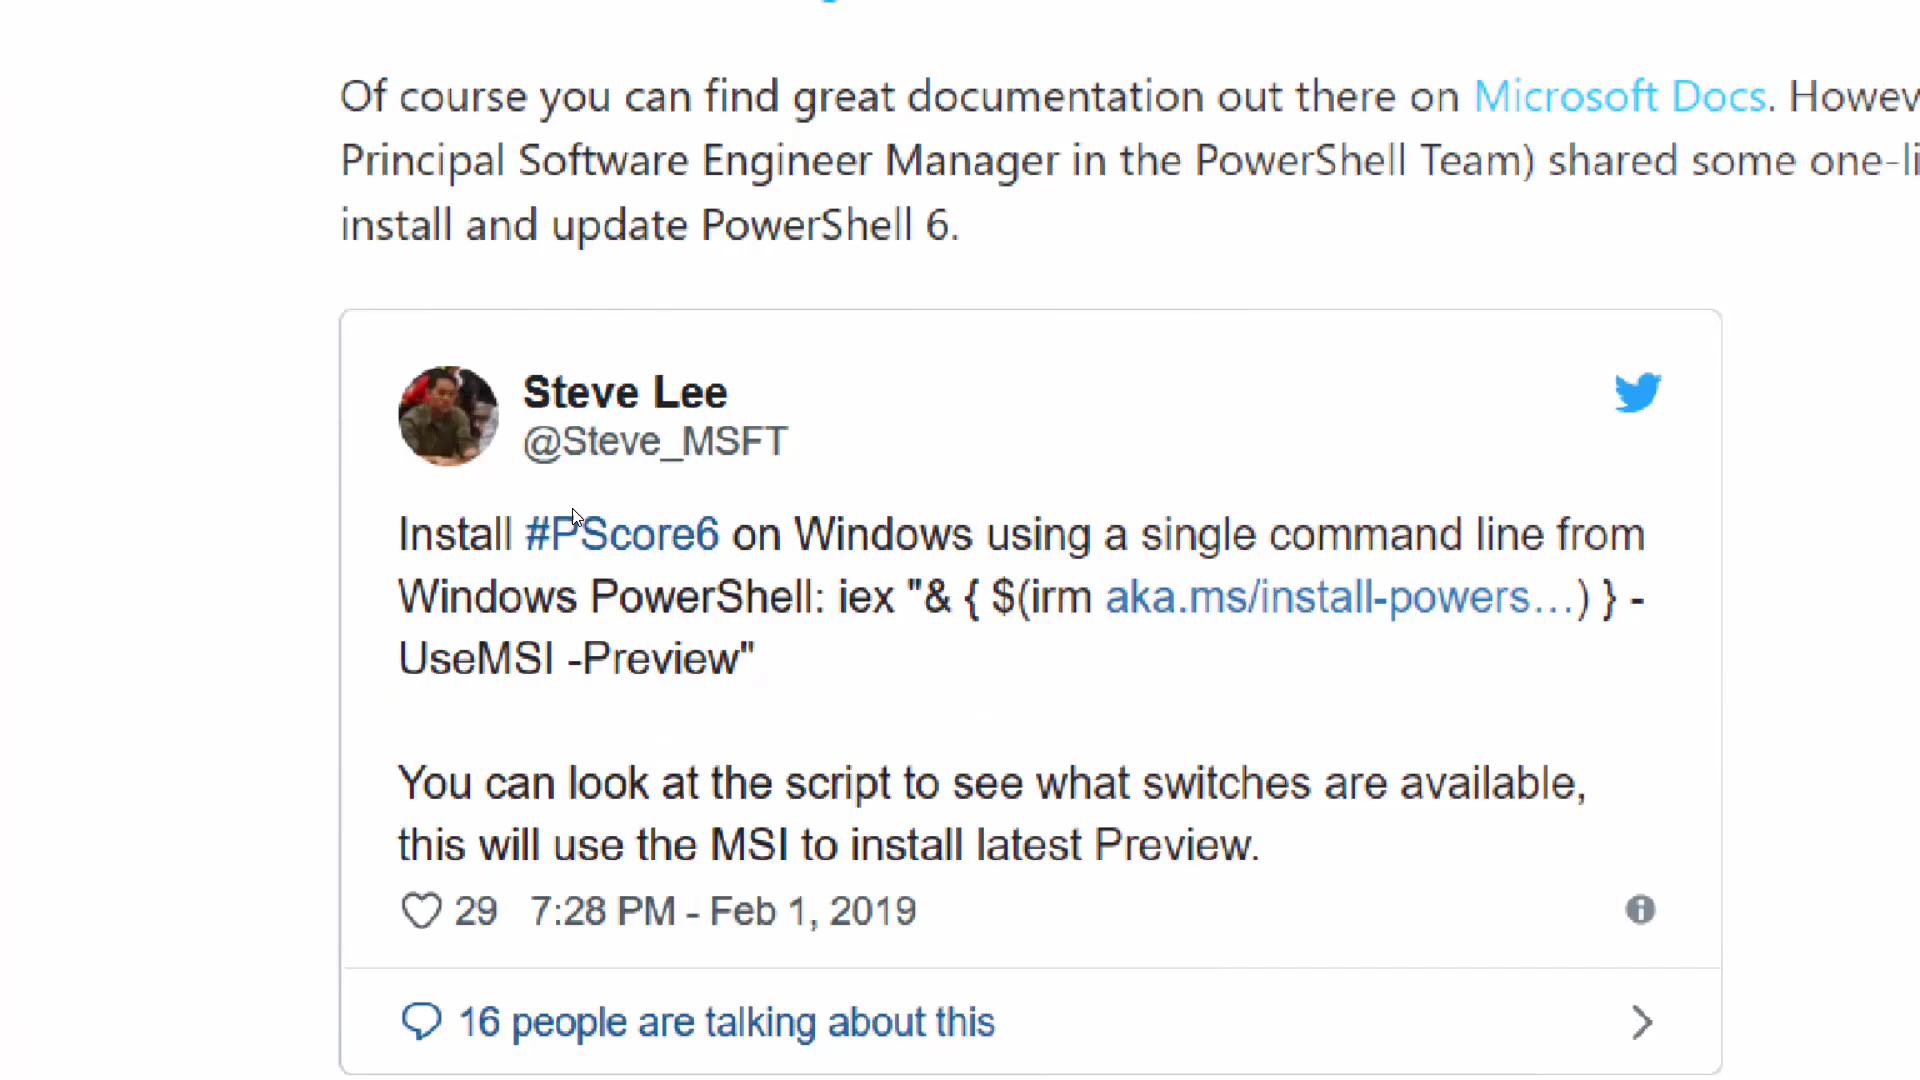 Of course you can find great documentation out there on Microsoft Docs. Howev
Principal Software Engineer Manager in the PowerShell Team) shared some one-li
install and update PowerShell 6.
Steve Lee
@Steve_MSFT
Install #PScore6 on Windows using a single command line from
Windows PowerShell: iex "& { $(irm aka.ms/install-powers…) } -
UseMSI -Preview"
You can look at the script to see what switches are available,
this will use the MSI to install latest Preview.
29 7:28 PM - Feb 1, 2019
16 people are talking about this